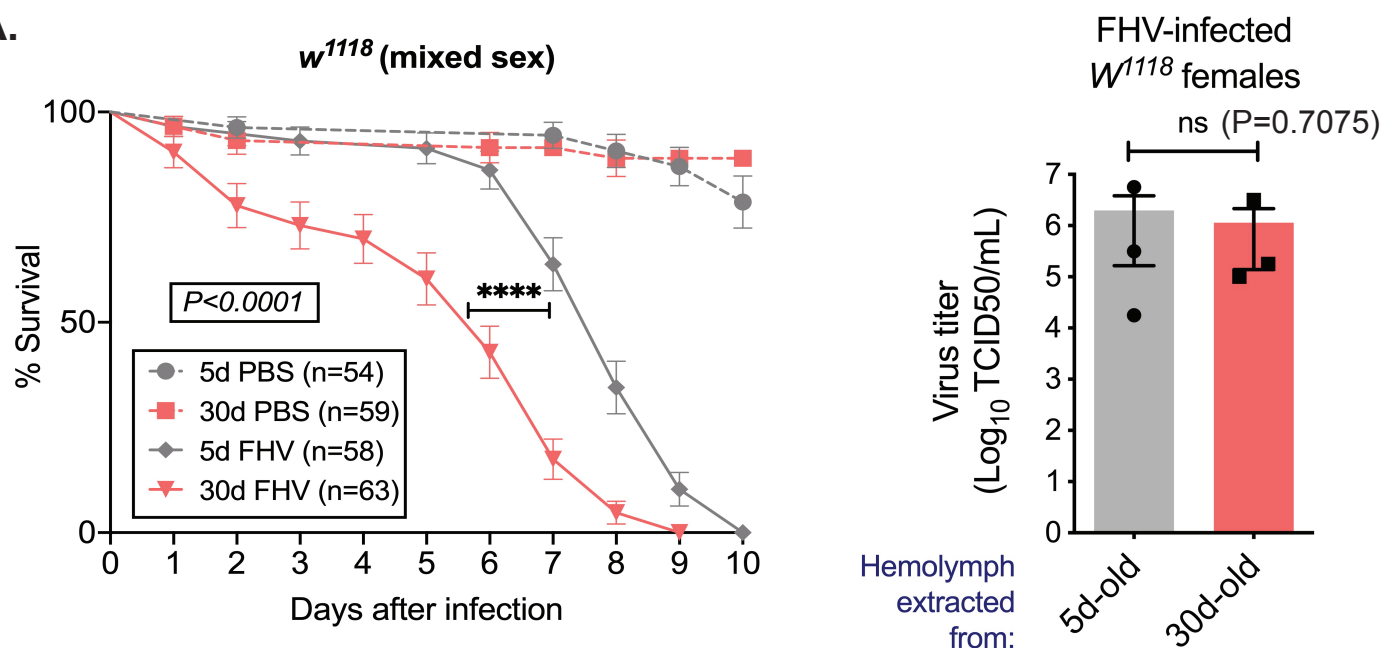 A.
w1118 (mixed sex)
% Survival
100
50
0
P<0.0001
****
5d PBS (n=54)
30d PBS (n=59)
5d FHV (n=58)
30d FHV (n=63)
0 1 2 3 4 5 6 7 8 9 10
Days after infection
FHV-infected
W1118 females
ns (P=0.7075)
Virus titer
(Log10 TCID50/mL)
7
6
5
4
3
2
1
0
5d-old
30d-old
Hemolymph
extracted
from: